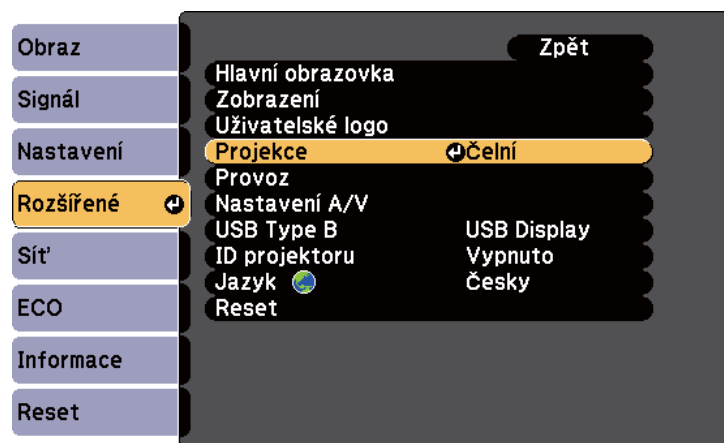 Obraz
Signál
Nastavení
Rozšířené
Síť
ECO
Informace
Reset
Zpět
Hlavní obrazovka
Zobrazení
Uživatelské logo
Projekce Čelní
Provoz
Nastavení A/V
USB Type B USB Display
ID projektoru Vypnuto
Jazyk Česky
Reset